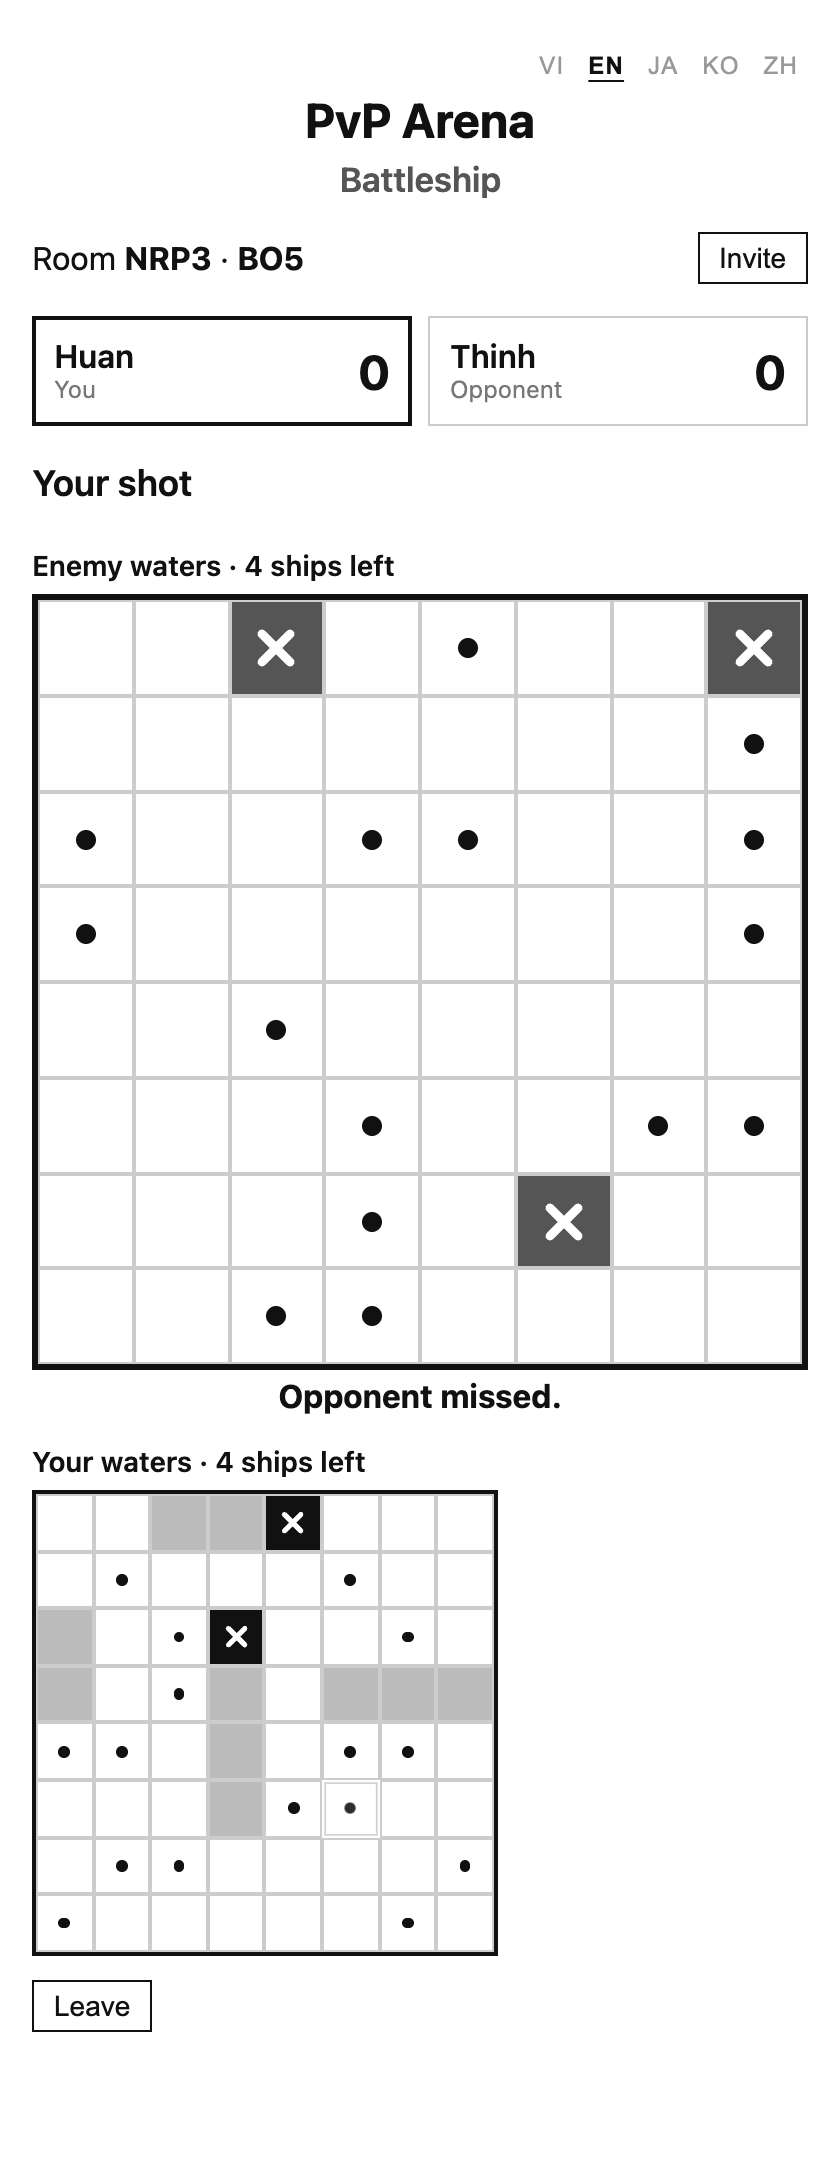 VI EN JA KO ZH
PvP Arena
Battleship
Room NRP3 · BO5
Invite
Huan
You
0
Thinh
Opponent
0
Your shot
Enemy waters · 4 ships left
Opponent missed.
Your waters · 4 ships left
Leave